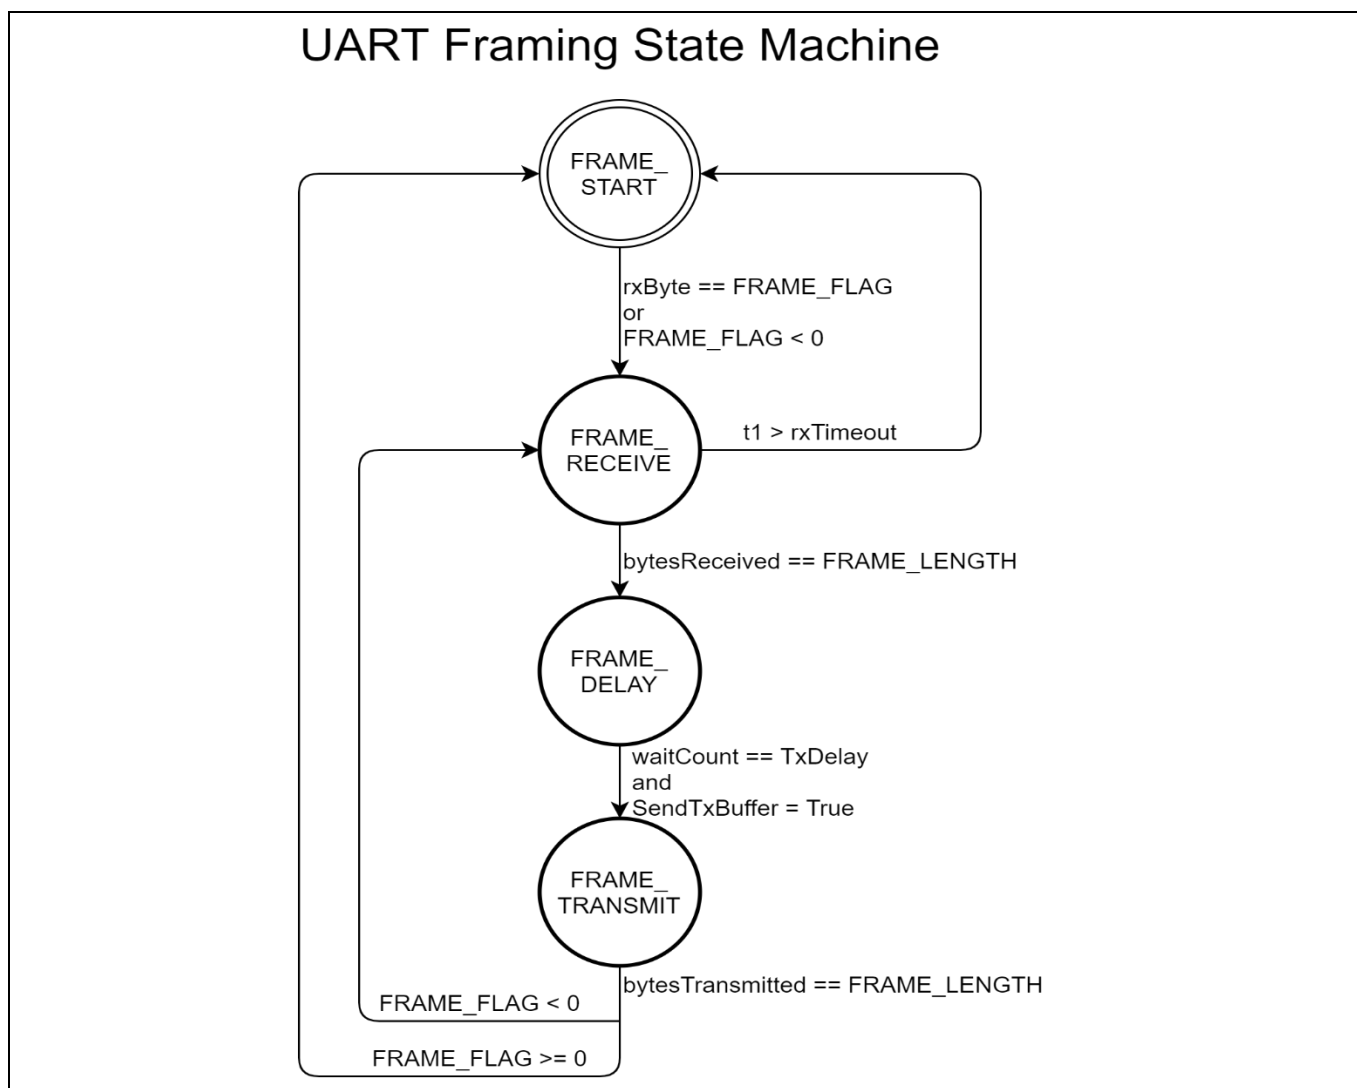 UART Framing State Machine
FRAME_
START
rxByte == FRAME_FLAG
or
FRAME_FLAG < 0
FRAME_
RECEIVE
t1 > rxTimeout
bytesReceived == FRAME_LENGTH
FRAME_
DELAY
waitCount == TxDelay
and
SendTxBuffer = True
FRAME_
TRANSMIT
bytesTransmitted == FRAME_LENGTH
FRAME_FLAG < 0
FRAME_FLAG >= 0